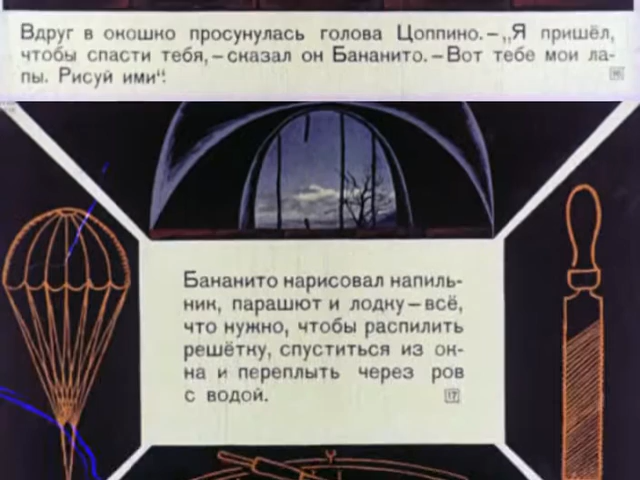 Вдруг в окошко просунулась голова Цоппино.–„Я пришёл,
чтобы спасти тебя,–сказал он Бананито.–Вот тебе мои ла-
пы. Рисуй ими“!
Бананито нарисовал напиль-
ник, парашют и лодку–всё,
что нужно, чтобы распилить
решётку, спуститься из ок-
на и переплыть через ров
с водой.
17